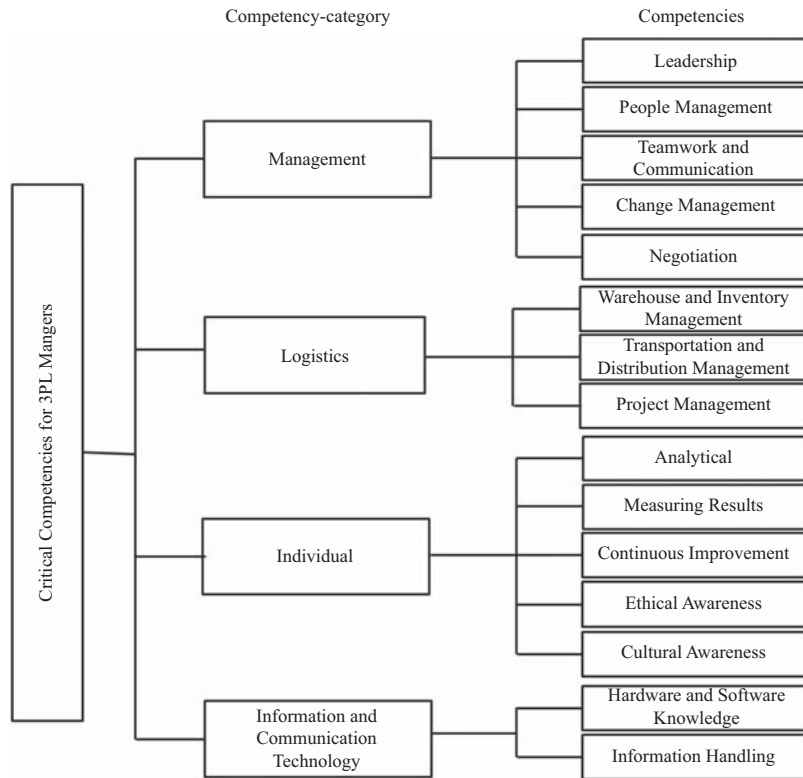 Competency-category
Competencies
Critical Competencies for 3PL Mangers
Management
Leadership
People Management
Teamwork and
Communication
Change Management
Negotiation
Logistics
Warehouse and Inventory
Management
Transportation and
Distribution Management
Project Management
Individual
Analytical
Measuring Results
Continuous Improvement
Ethical Awareness
Cultural Awareness
Information and
Communication
Technology
Hardware and Software
Knowledge
Information Handling